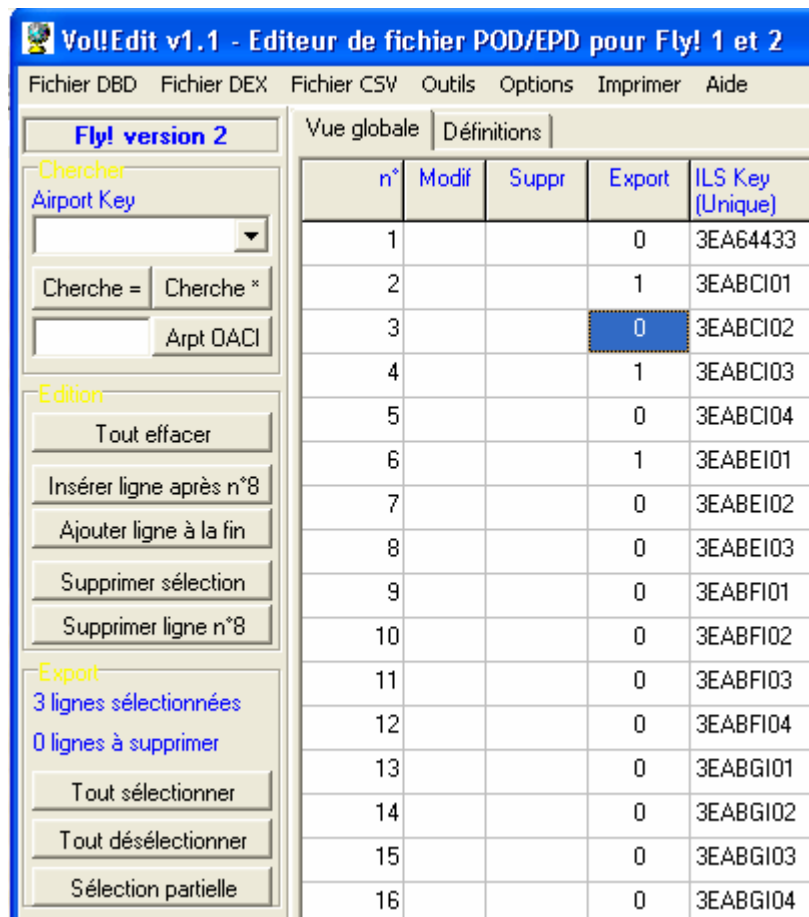 Vol!Edit v1.1 - Editeur de fichier POD/EPD pour Fly! 1 et 2
Fichier DBD Fichier DEX Fichier CSV Outils Options Imprimer Aide
Fly! version 2
Chercher
Airport Key
Cherche = Cherche *
Arpt OACI
Edition
Tout effacer
Insérer ligne après n°8
Ajouter ligne à la fin
Supprimer sélection
Supprimer ligne n°8
Export
3 lignes sélectionnées
0 lignes à supprimer
Tout sélectionner
Tout désélectionner
Sélection partielle
Vue globale Définitions
n° Modif Suppr Export ILS Key
(Unique)
1 0 3EA64433
2 1 3EABCI01
3 0 3EABCI02
4 1 3EABCI03
5 0 3EABCI04
6 1 3EABEI01
7 0 3EABEI02
8 0 3EABEI03
9 0 3EABFI01
10 0 3EABFI02
11 0 3EABFI03
12 0 3EABFI04
13 0 3EABGI01
14 0 3EABGI02
15 0 3EABGI03
16 0 3EABGI04